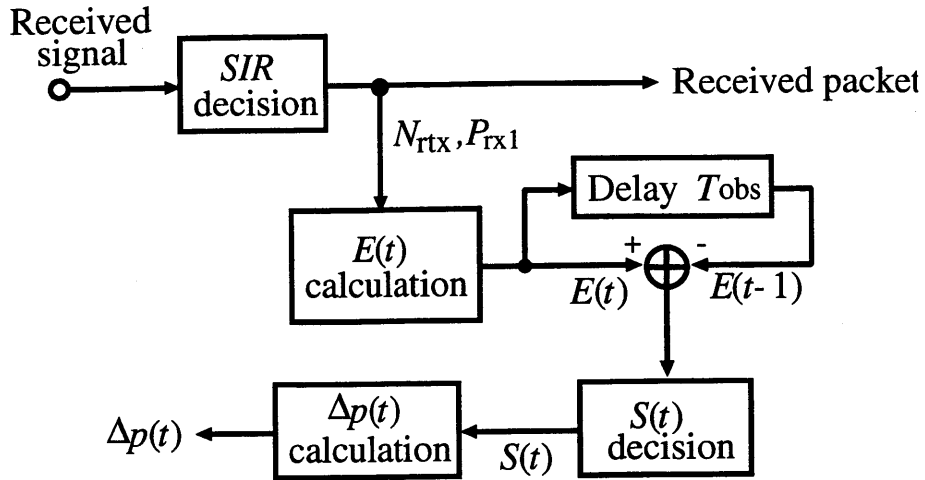 Received
signal
SIR
decision
Received packet
Nrtx, Prx1
Delay Tobs
E(t)
calculation
+
-
E(t)
E(t-1)
Δp(t)
Δp(t)
calculation
S(t)
S(t)
decision